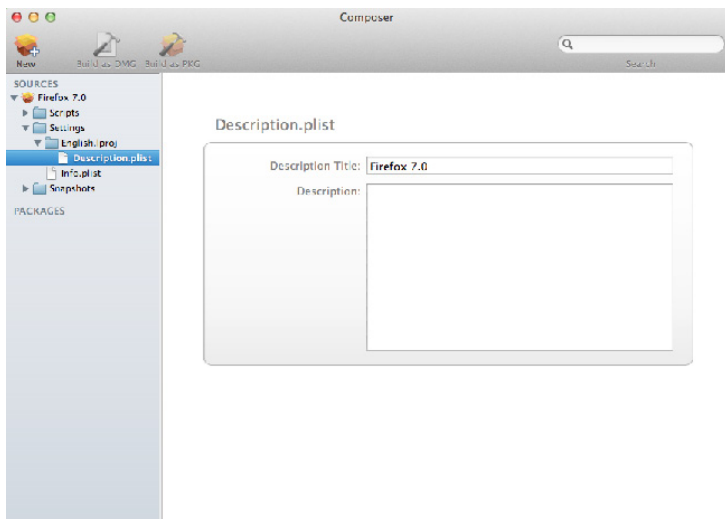 Composer
New
Build as DMG
Build as PKG
Search
SOURCES
Firefox 7.0
Scripts
Settings
English.lproj
Description.plist
Info.plist
Snapshots
PACKAGES
Description.plist
Description Title: Firefox 7.0
Description: